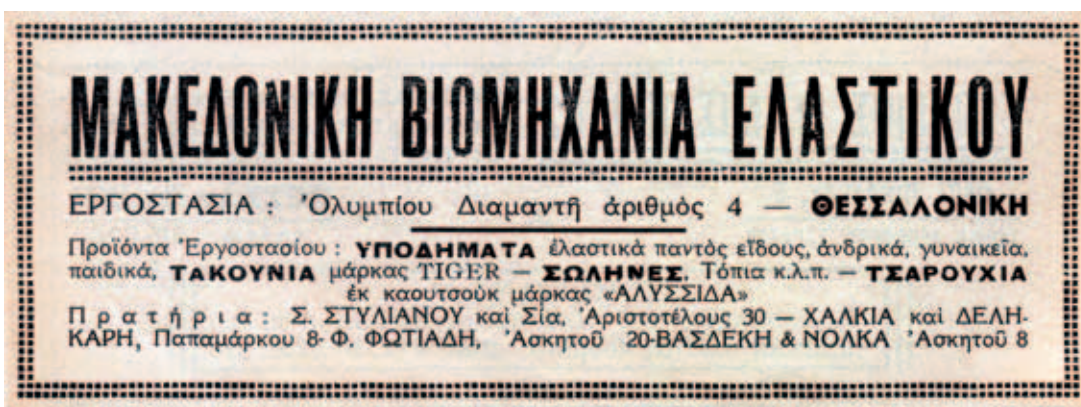 ΜΑΚΕΔΟΝΙΚΗ ΒΙΟΜΗΧΑΝΙΑ ΕΛΑΣΤΙΚΟΥ
ΕΡΓΟΣΤΑΣΙΑ : Ὀλυμπίου Διαμαντῆ ἀριθμὸς 4 — ΘΕΣΣΑΛΟΝΙΚΗ
Προϊόντα Ἐργοστασίου : ΥΠΟΔΗΜΑΤΑ ἐλαστικὰ παντὸς εἴδους, ἀνδρικά, γυναικεῖα,
παιδικά, ΤΑΚΟΥΝΙΑ μάρκας TIGER — ΣΩΛΗΝΕΣ, Τόπια κ.λ.π. — ΤΣΑΡΟΥΧΙΑ
ἐκ καουτσοὺκ μάρκας «ΑΛΥΣΣΙΔΑ»
Πρατήρια: Σ. ΣΤΥΛΙΑΝΟΥ καὶ Σία, Ἀριστοτέλους 30 — ΧΑΛΚΙΑ καὶ ΔΕΛΗ-
ΚΑΡΗ, Παπαμάρκου 8- Φ. ΦΩΤΙΑΔΗ, Ἀσκητοῦ 20-ΒΑΣΔΕΚΗ & ΝΟΛΚΑ Ἀσκητοῦ 8